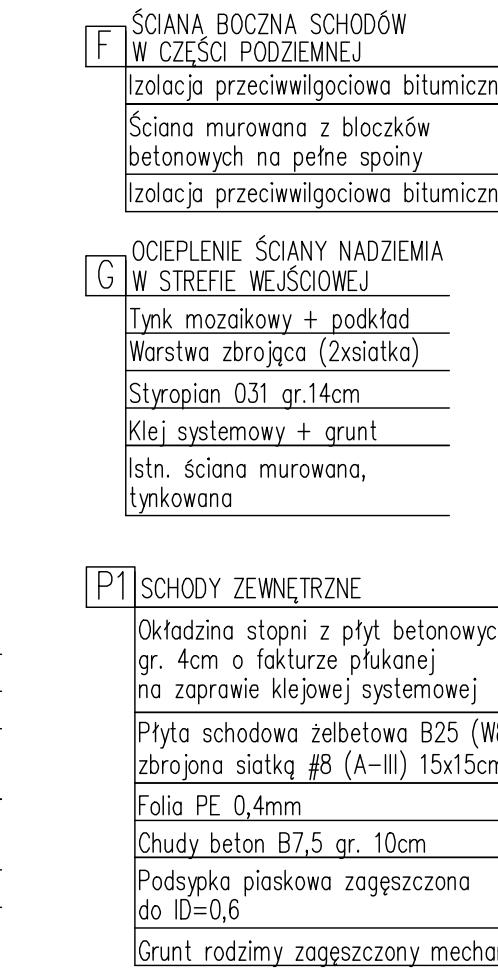 F
ŚCIANA BOCZNA SCHODÓW
W CZĘŚCI PODZIEMNEJ
Izolacja przeciwwilgociowa bitumiczn
Ściana murowana z bloczków
betonowych na pełne spoiny
Izolacja przeciwwilgociowa bitumiczn
G
OCIEPLENIE ŚCIANY NADZIEMIA
W STREFIE WEJŚCIOWEJ
Tynk mozaikowy + podkład
Warstwa zbrojąca (2xsiatka)
Styropian 031 gr.14cm
Klej systemowy + grunt
Istn. ściana murowana,
tynkowana
P1 SCHODY ZEWNĘTRZNE
Okładzina stopni z płyt betonowyc
gr. 4cm o fakturze płukanej
na zaprawie klejowej systemowej
Płyta schodowa żelbetowa B25 (W8
zbrojona siatką #8 (A-III) 15x15cm
Folia PE 0,4mm
Chudy beton B7,5 gr. 10cm
Podsypka piaskowa zagęszczona
do ID=0,6
Grunt rodzimy zagęszczony mechan